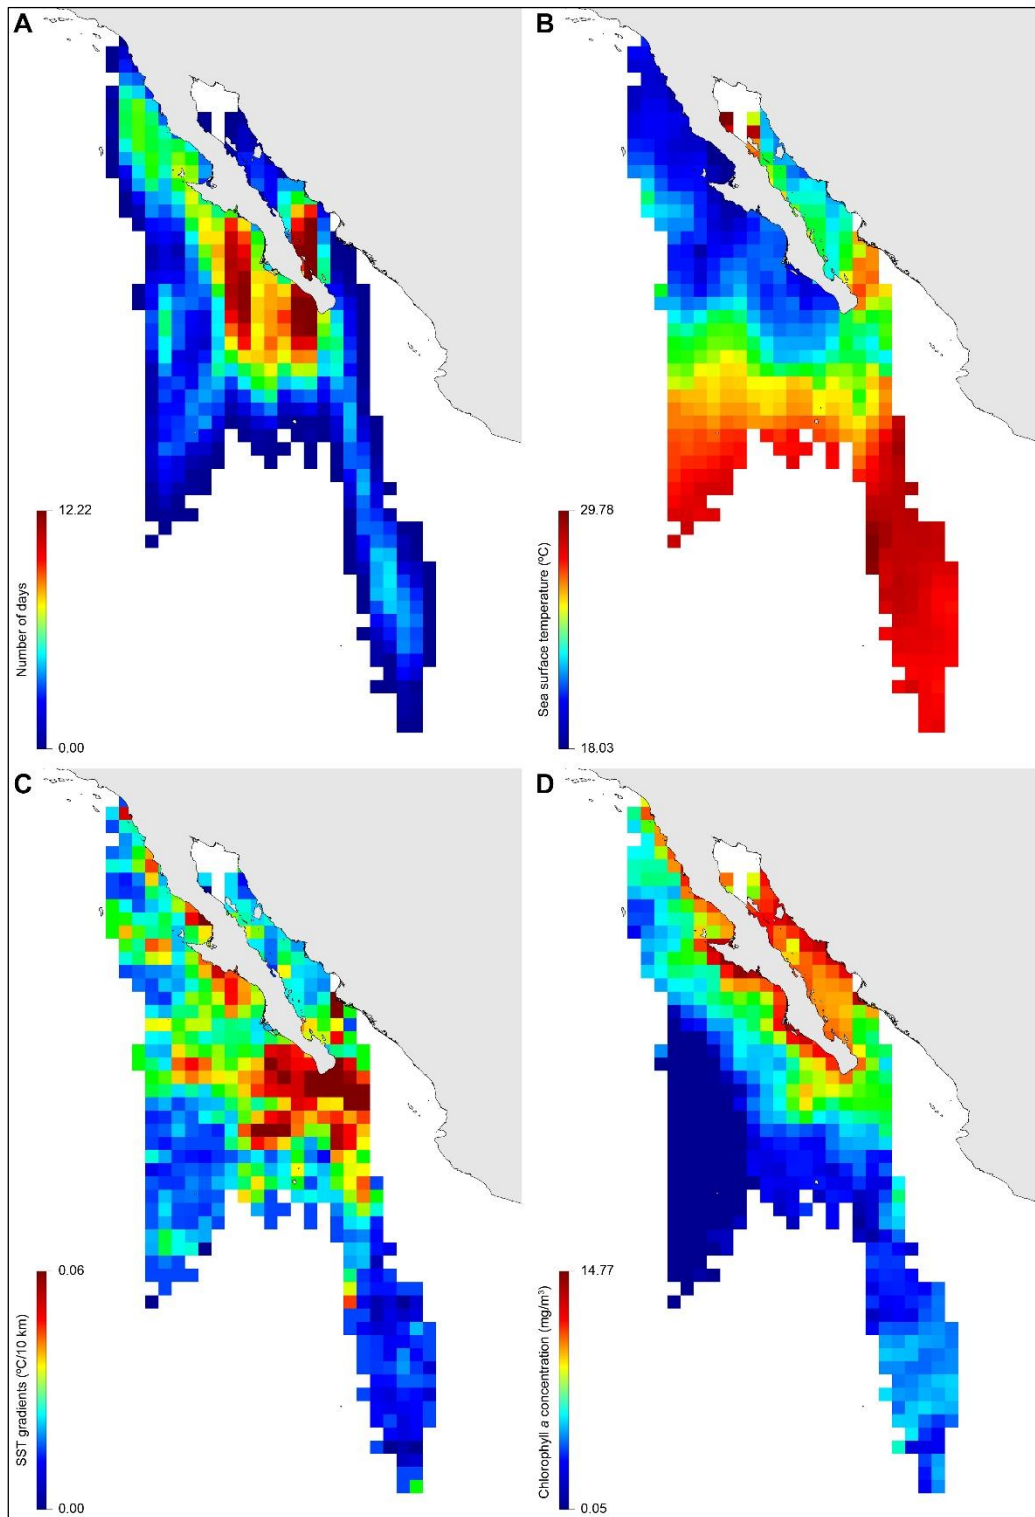 A
B
12.22
Number of days
0.00
29.78
Sea surface temperature (ºC)
18.03
C
D
0.06
SST gradients (ºC/10 km)
0.00
14.77
Chlorophyll a concentration (mg/m³)
0.05